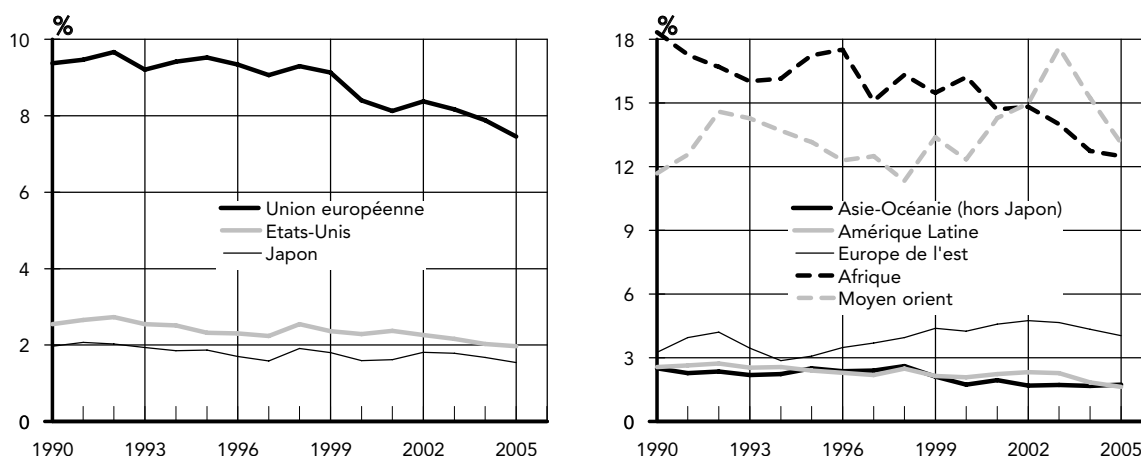 %
10
8
6
4
2
0
Union européenne
Etats-Unis
Japon
1990 1993 1996 1999 2002 2005
%
18
15
12
9
6
3
0
Asie-Océanie (hors Japon)
Amérique Latine
Europe de l'est
Afrique
Moyen orient
1990 1993 1996 1999 2002 2005